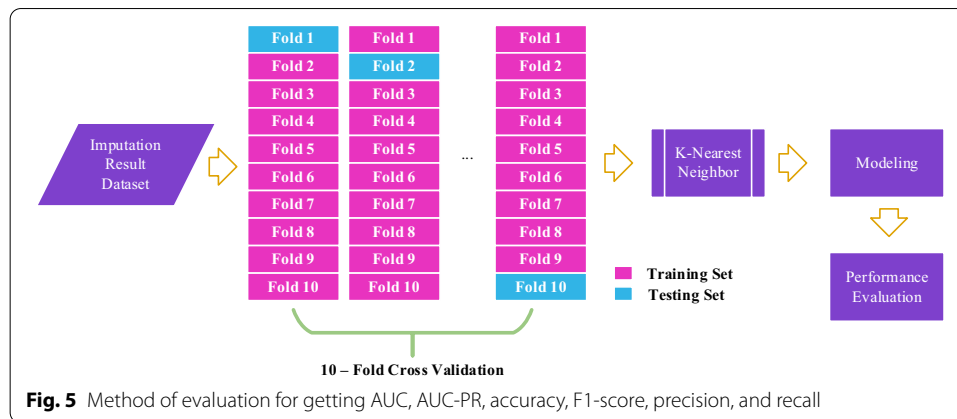 Imputation
Result
Dataset
Fold 1
Fold 2
Fold 3
Fold 4
Fold 5
Fold 6
Fold 7
Fold 8
Fold 9
Fold 10
Fold 1
Fold 2
Fold 3
Fold 4
Fold 5
Fold 6
Fold 7
Fold 8
Fold 9
Fold 10
...
Fold 1
Fold 2
Fold 3
Fold 4
Fold 5
Fold 6
Fold 7
Fold 8
Fold 9
Fold 10
10 – Fold Cross Validation
K-Nearest
Neighbor
Modeling
Performance
Evaluation
Training Set
Testing Set
Fig. 5 Method of evaluation for getting AUC, AUC-PR, accuracy, F1-score, precision, and recall